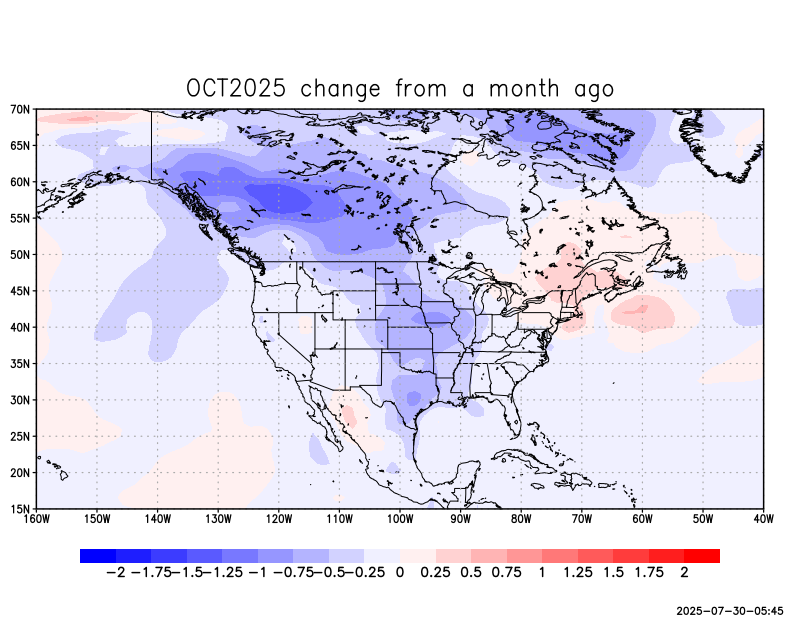 OCT2025 change from a month ago
70N
65N
60N
55N
50N
45N
40N
35N
30N
25N
20N
15N
160W 150W 140W 130W 120W 110W 100W 90W 80W 70W 60W 50W 40W
-2 -1.75 -1.5 -1.25 -1 -0.75 -0.5 -0.25 0 0.25 0.5 0.75 1 1.25 1.5 1.75 2
2025-07-30-05:45